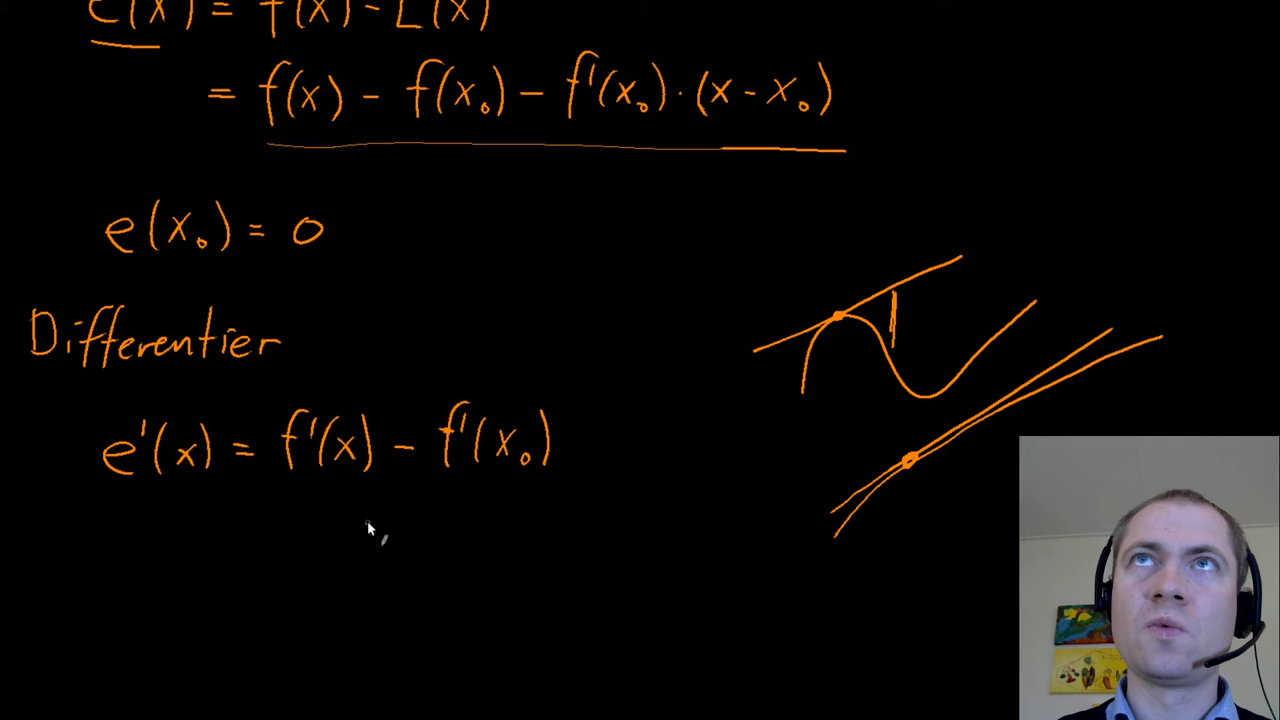 e(x) = f(x) - L(x)
= f(x) - f(x₀) - f'(x₀) · (x - x₀)
e(x₀) = 0
Differentier
e'(x) = f'(x) - f'(x₀)